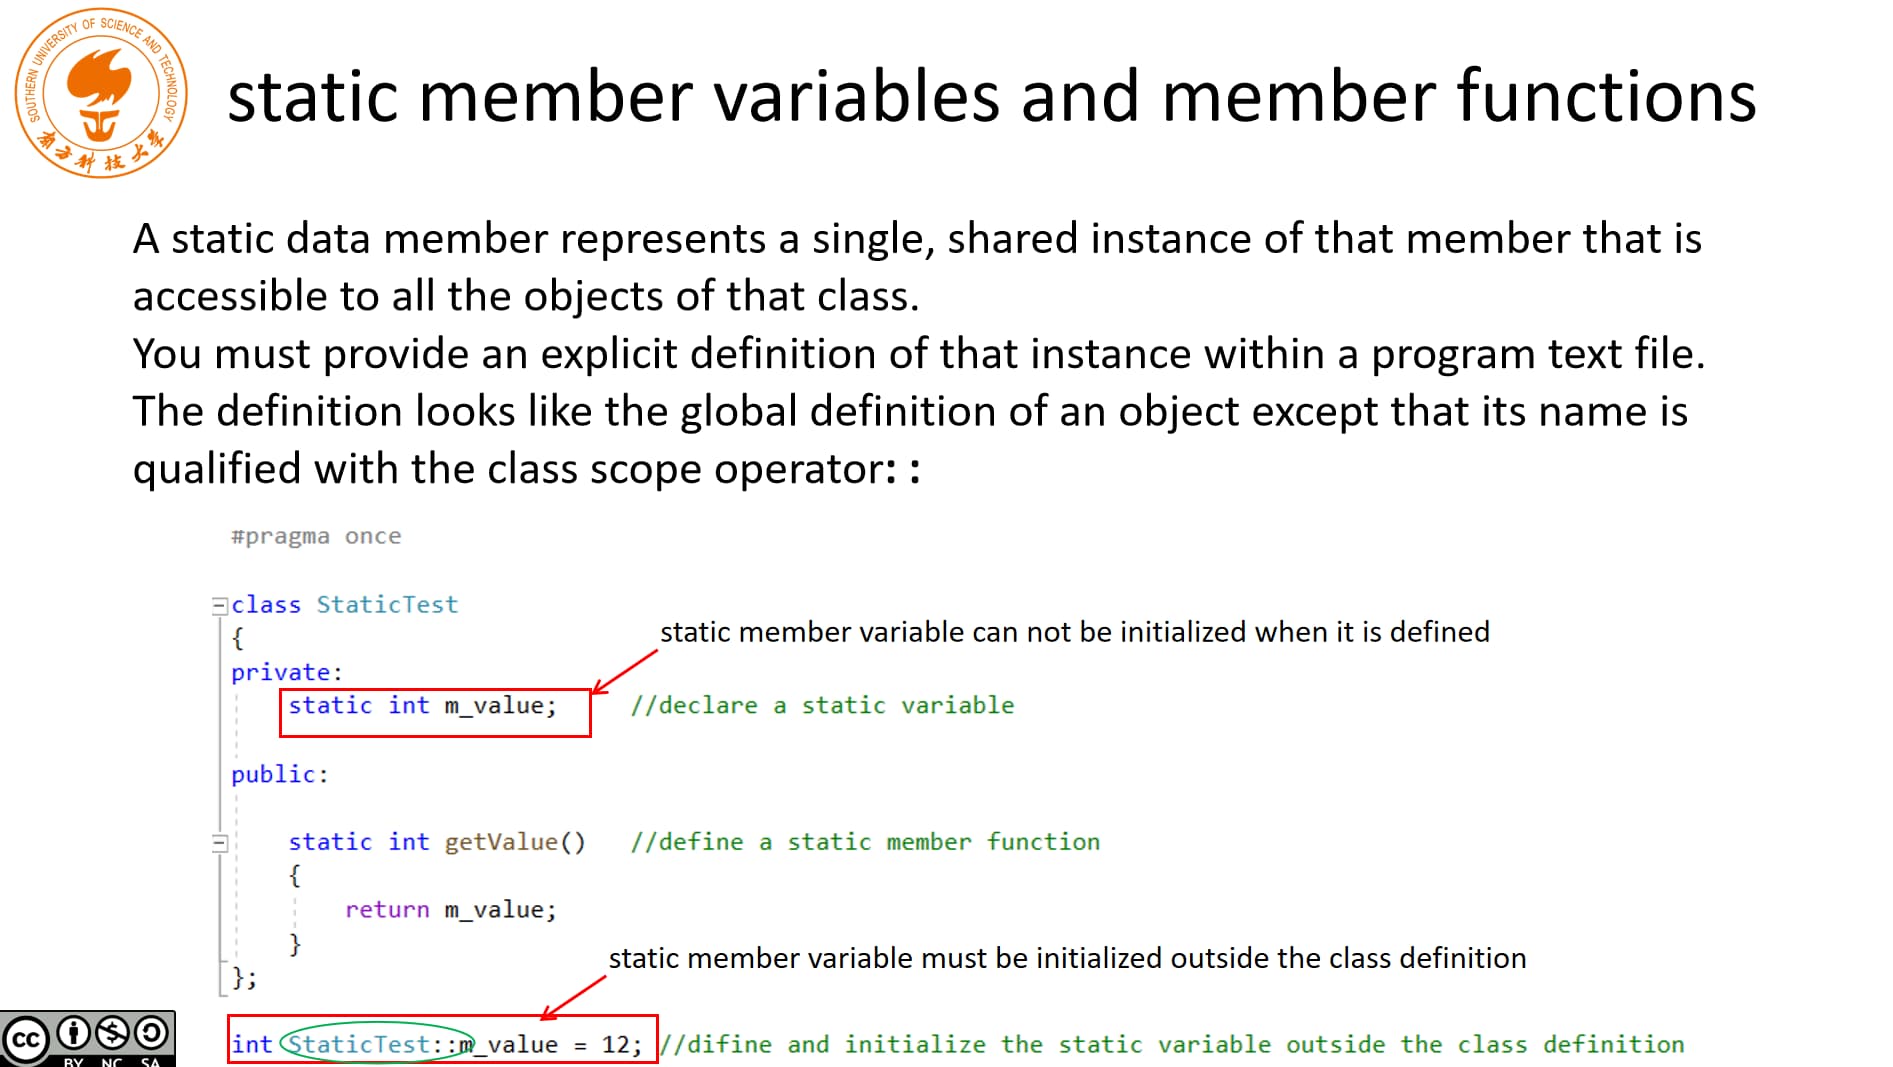 SOUTHERN UNIVERSITY OF SCIENCE AND TECHNOLOGY
南方科技大学
static member variables and member functions
A static data member represents a single, shared instance of that member that is
accessible to all the objects of that class.
You must provide an explicit definition of that instance within a program text file.
The definition looks like the global definition of an object except that its name is
qualified with the class scope operator: :
#pragma once
class StaticTest
{
static member variable can not be initialized when it is defined
private:
static int m_value; //declare a static variable
public:
static int getValue() //define a static member function
{
return m_value;
}
static member variable must be initialized outside the class definition
};
int StaticTest::m_value = 12; //difine and initialize the static variable outside the class definition
cc
BY NC SA